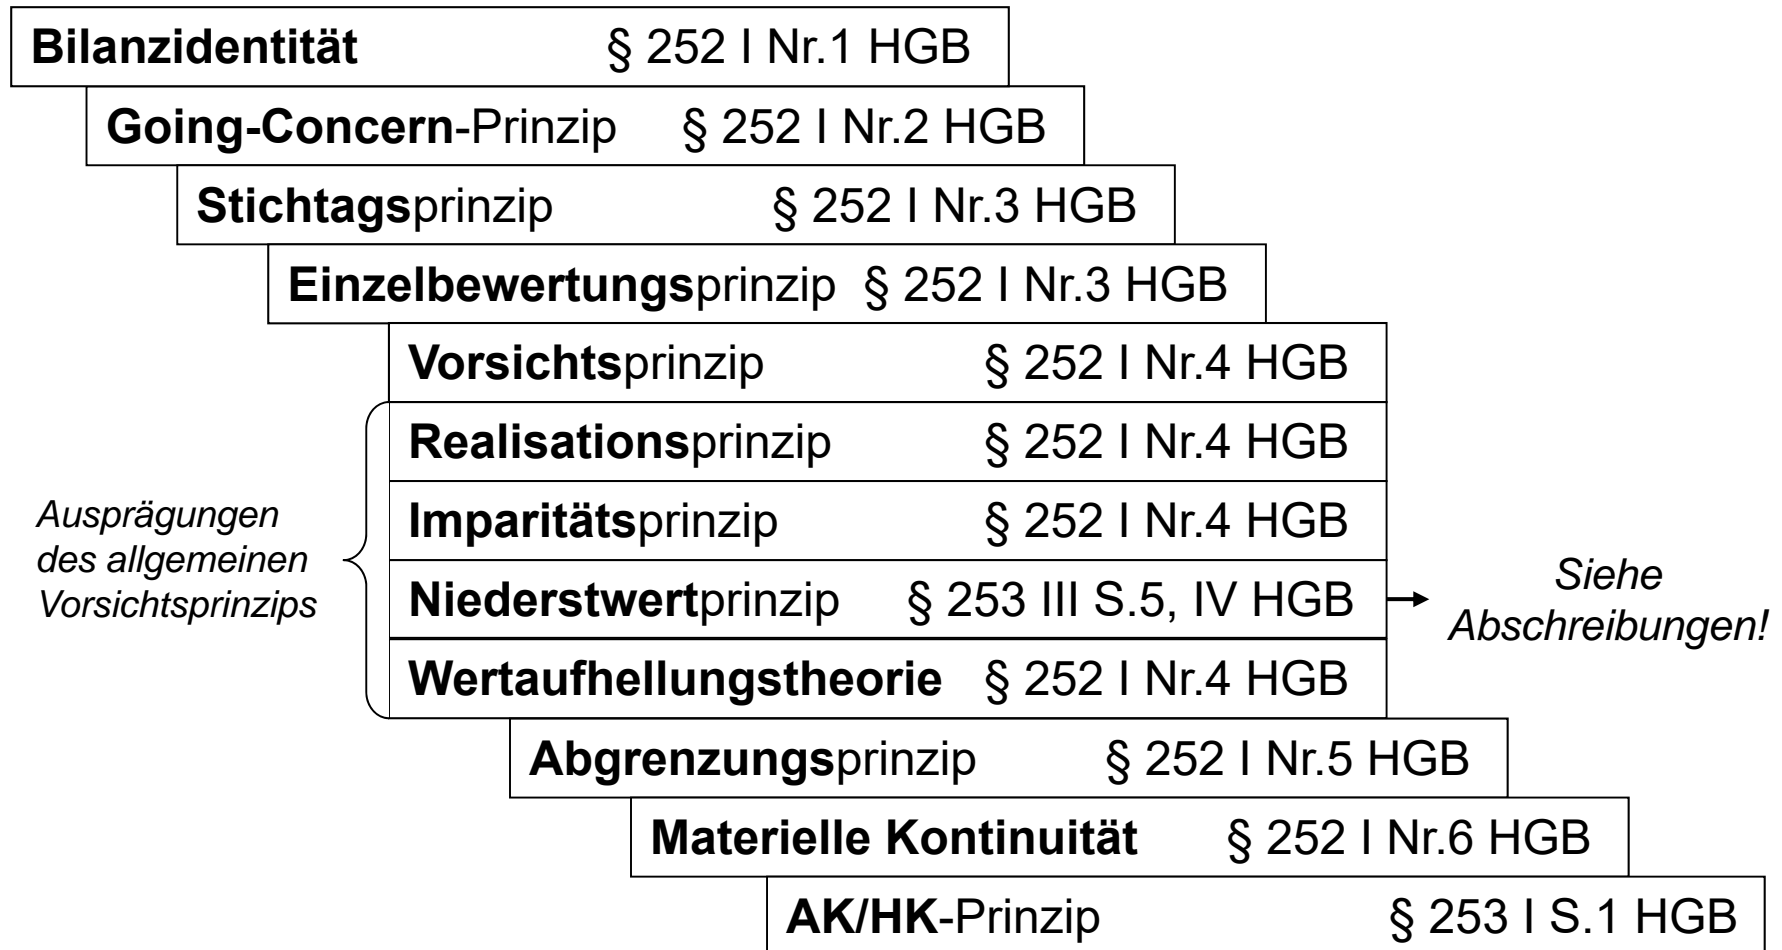 Bilanzidentität § 252 I Nr.1 HGB
Going-Concern-Prinzip § 252 I Nr.2 HGB
Stichtagsprinzip § 252 I Nr.3 HGB
Einzelbewertungsprinzip § 252 I Nr.3 HGB
Vorsichtsprinzip § 252 I Nr.4 HGB
Realisationsprinzip § 252 I Nr.4 HGB
Imparitätsprinzip § 252 I Nr.4 HGB
Niederstwertprinzip § 253 III S.5, IV HGB
Wertaufhellungstheorie § 252 I Nr.4 HGB
Ausprägungen
des allgemeinen
Vorsichtsprinzips
Siehe
Abschreibungen!
Abgrenzungsprinzip § 252 I Nr.5 HGB
Materielle Kontinuität § 252 I Nr.6 HGB
AK/HK-Prinzip § 253 I S.1 HGB